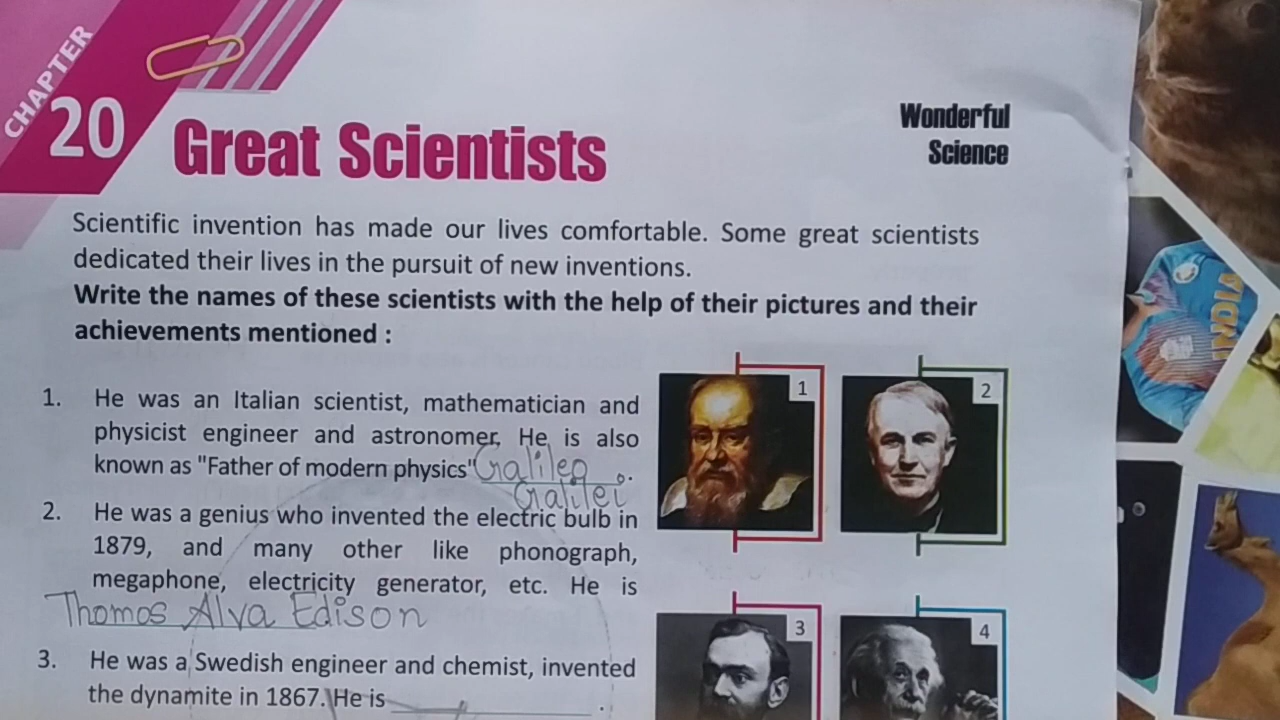 CHAPTER
20
Great Scientists
Wonderful
Science
Scientific invention has made our lives comfortable. Some great scientists
dedicated their lives in the pursuit of new inventions.
Write the names of these scientists with the help of their pictures and their
achievements mentioned :
1. He was an Italian scientist, mathematician and
physicist engineer and astronomer. He is also
known as "Father of modern physics" Galileo.
Galilei
2. He was a genius who invented the electric bulb in
1879, and many other like phonograph,
megaphone, electricity generator, etc. He is
Thomas Alva Edison
3. He was a Swedish engineer and chemist, invented
the dynamite in 1867. He is ____________ .
1
2
3
4
INDIA